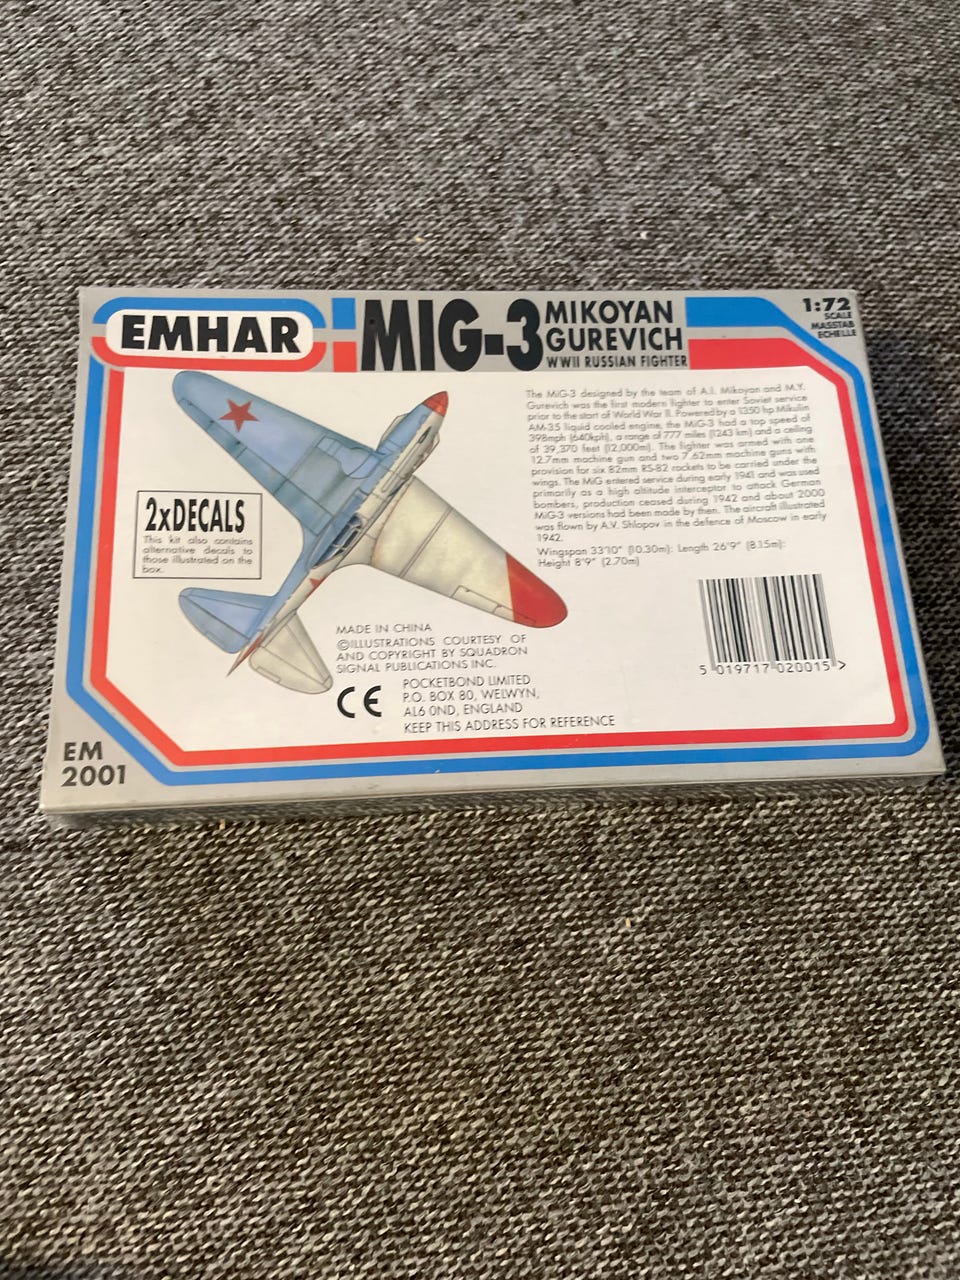 EMHAR
MIG-3
MIKOYAN
GUREVICH
WWII RUSSIAN FIGHTER
1:72
SCALE
MASSTAB
ECHELLE
The MiG-3 designed by the team of A.I. Mikoyan and M.Y.
Gurevich was the first modern fighter to enter Soviet service
prior to the start of World War II. Powered by a 1350 hp Mikulin
AM-35 liquid cooled engine, the MiG-3 had a top speed of
398mph (640kph), a range of 777 miles (1243 km) and a ceiling
of 39,370 feet (12,000m). The fighter was armed with one
12.7mm machine gun and two 7.62mm machine guns with
provision for six 82mm RS-82 rockets to be carried under the
wings. The MiG entered service during early 1941 and was used
primarily as a high altitude interceptor to attack German
bombers, production ceased during 1942 and about 2000
MiG-3 versions had been made by then. The aircraft illustrated
was flown by A.V. Shlopov in the defence of Moscow in early
1942.
Wingspan 33'10" (10.30m): Length 26'9" (8.15m):
Height 8'9" (2.70m)
2xDECALS
This kit also contains
alternative decals to
those illustrated on the
box.
MADE IN CHINA
©ILLUSTRATIONS COURTESY OF
AND COPYRIGHT BY SQUADRON
SIGNAL PUBLICATIONS INC.
CE
POCKETBOND LIMITED
P.O. BOX 80, WELWYN,
AL6 0ND, ENGLAND
KEEP THIS ADDRESS FOR REFERENCE
5 019717 020015 >
EM
2001